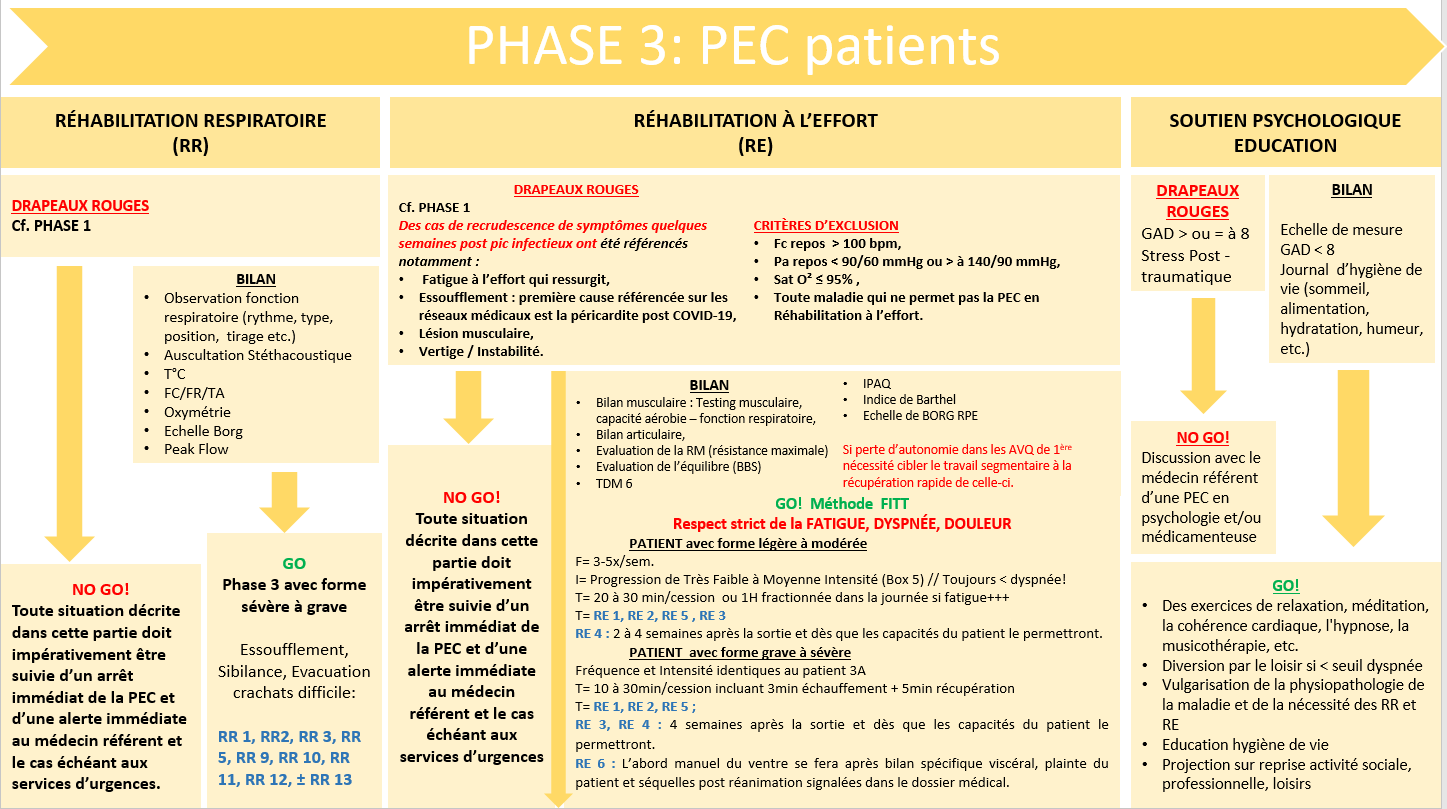 PHASE 3: PEC patients
RÉHABILITATION RESPIRATOIRE
(RR)
DRAPEAUX ROUGES
Cf. PHASE 1
BILAN
• Observation fonction
respiratoire (rythme, type,
position, tirage etc.)
• Auscultation Stéthacoustique
• T°C
• FC/FR/TA
• Oxymétrie
• Echelle Borg
• Peak Flow
NO GO!
Toute situation décrite
dans cette partie doit
impérativement être
suivie d’un arrêt
immédiat de la PEC et
d’une alerte immédiate
au médecin référent et
le cas échéant aux
services d’urgences.
GO
Phase 3 avec forme
sévère à grave
Essoufflement,
Sibilance, Evacuation
crachats difficile:
RR 1, RR2, RR 3, RR
5, RR 9, RR 10, RR
11, RR 12, ± RR 13
RÉHABILITATION À L’EFFORT
(RE)
DRAPEAUX ROUGES
Cf. PHASE 1
Des cas de recrudescence de symptômes quelques
semaines post pic infectieux ont été référencés
notamment :
• Fatigue à l’effort qui ressurgit,
• Essoufflement : première cause référencée sur les
réseaux médicaux est la péricardite post COVID-19,
• Lésion musculaire,
• Vertige / Instabilité.
CRITÈRES D’EXCLUSION
• Fc repos > 100 bpm,
• Pa repos < 90/60 mmHg ou > à 140/90 mmHg,
• Sat O² ≤ 95% ,
• Toute maladie qui ne permet pas la PEC en
Réhabilitation à l’effort.
NO GO!
Toute situation
décrite dans cette
partie doit
impérativement
être suivie d’un
arrêt immédiat de
la PEC et d’une
alerte immédiate
au médecin
référent et le cas
échéant aux
services d’urgences
BILAN
• Bilan musculaire : Testing musculaire,
capacité aérobie – fonction respiratoire,
• Bilan articulaire,
• Evaluation de la RM (résistance maximale)
• Evaluation de l’équilibre (BBS)
• TDM 6
• IPAQ
• Indice de Barthel
• Echelle de BORG RPE
Si perte d’autonomie dans les AVQ de 1ère
nécessité cibler le travail segmentaire à la
récupération rapide de celle-ci.
GO! Méthode FITT
Respect strict de la FATIGUE, DYSPNÉE, DOULEUR
PATIENT avec forme légère à modérée
F= 3-5x/sem.
I= Progression de Très Faible à Moyenne Intensité (Box 5) // Toujours < dyspnée!
T= 20 à 30 min/cession ou 1H fractionnée dans la journée si fatigue+++
T= RE 1, RE 2, RE 5 , RE 3
RE 4 : 2 à 4 semaines après la sortie et dès que les capacités du patient le permettront.
PATIENT avec forme grave à sévère
Fréquence et Intensité identiques au patient 3A
T= 10 à 30min/cession incluant 3min échauffement + 5min récupération
T= RE 1, RE 2, RE 5 ;
RE 3, RE 4 : 4 semaines après la sortie et dès que les capacités du patient le
permettront.
RE 6 : L’abord manuel du ventre se fera après bilan spécifique viscéral, plainte du
patient et séquelles post réanimation signalées dans le dossier médical.
SOUTIEN PSYCHOLOGIQUE
EDUCATION
DRAPEAUX
ROUGES
GAD > ou = à 8
Stress Post -
traumatique
BILAN
Echelle de mesure
GAD < 8
Journal d’hygiène de
vie (sommeil,
alimentation,
hydratation, humeur,
etc.)
NO GO!
Discussion avec le
médecin référent
d’une PEC en
psychologie et/ou
médicamenteuse
GO!
• Des exercices de relaxation, méditation,
la cohérence cardiaque, l'hypnose, la
musicothérapie, etc.
• Diversion par le loisir si < seuil dyspnée
• Vulgarisation de la physiopathologie de
la maladie et de la nécessité des RR et
RE
• Education hygiène de vie
• Projection sur reprise activité sociale,
professionnelle, loisirs